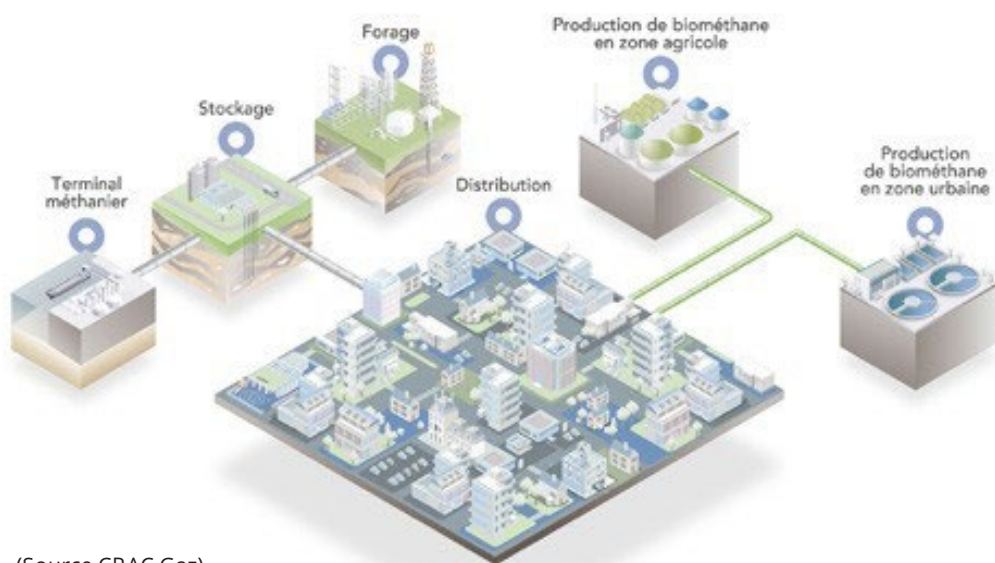 Forage
Production de biométhane
en zone agricole
Stockage
Terminal
méthanier
Distribution
Production
de biométhane
en zone urbaine